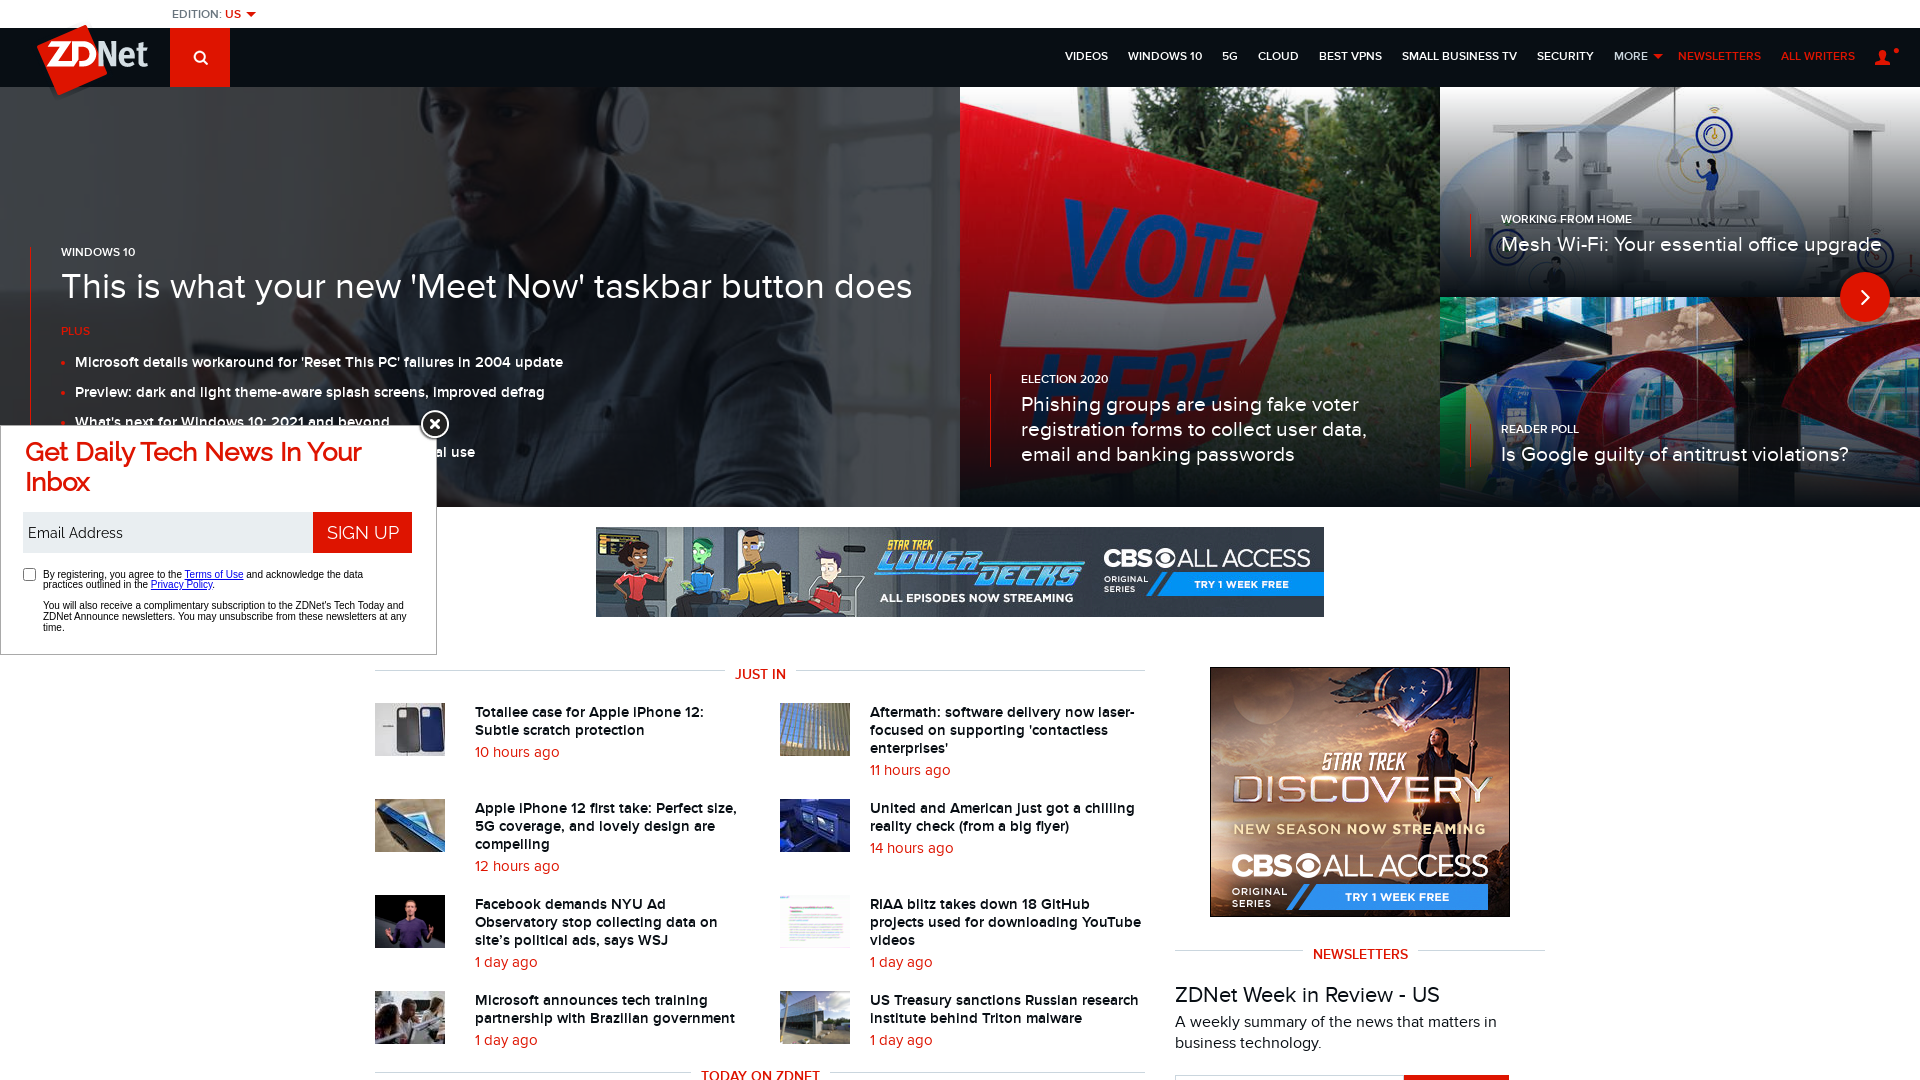 EDITION: US
ZDNet
VIDEOS WINDOWS 10 5G CLOUD BEST VPNS SMALL BUSINESS TV SECURITY MORE NEWSLETTERS ALL WRITERS
WINDOWS 10
This is what your new 'Meet Now' taskbar button does
PLUS
Microsoft details workaround for 'Reset This PC' failures in 2004 update
Preview: dark and light theme-aware splash screens, improved defrag
What's next for Windows 10: 2021 and beyond
al use
VOTE
HERE
ELECTION 2020
Phishing groups are using fake voter
registration forms to collect user data,
email and banking passwords
WORKING FROM HOME
Mesh Wi-Fi: Your essential office upgrade
READER POLL
Is Google guilty of antitrust violations?
Get Daily Tech News In Your
Inbox
Email Address
SIGN UP
By registering, you agree to the Terms of Use and acknowledge the data
practices outlined in the Privacy Policy.
You will also receive a complimentary subscription to the ZDNet's Tech Today and
ZDNet Announce newsletters. You may unsubscribe from these newsletters at any
time.
STAR TREK
LOWER DECKS
ALL EPISODES NOW STREAMING
CBS ALL ACCESS
ORIGINAL
SERIES
TRY 1 WEEK FREE
JUST IN
Totallee case for Apple iPhone 12:
Subtle scratch protection
10 hours ago
Aftermath: software delivery now laser-
focused on supporting 'contactless
enterprises'
11 hours ago
Apple iPhone 12 first take: Perfect size,
5G coverage, and lovely design are
compelling
12 hours ago
United and American just got a chilling
reality check (from a big flyer)
14 hours ago
Facebook demands NYU Ad
Observatory stop collecting data on
site's political ads, says WSJ
1 day ago
RIAA blitz takes down 18 GitHub
projects used for downloading YouTube
videos
1 day ago
Microsoft announces tech training
partnership with Brazilian government
1 day ago
US Treasury sanctions Russian research
institute behind Triton malware
1 day ago
TODAY ON ZDNET
STAR TREK
DISCOVERY
NEW SEASON NOW STREAMING
CBS ALL ACCESS
ORIGINAL
SERIES
TRY 1 WEEK FREE
NEWSLETTERS
ZDNet Week in Review - US
A weekly summary of the news that matters in
business technology.